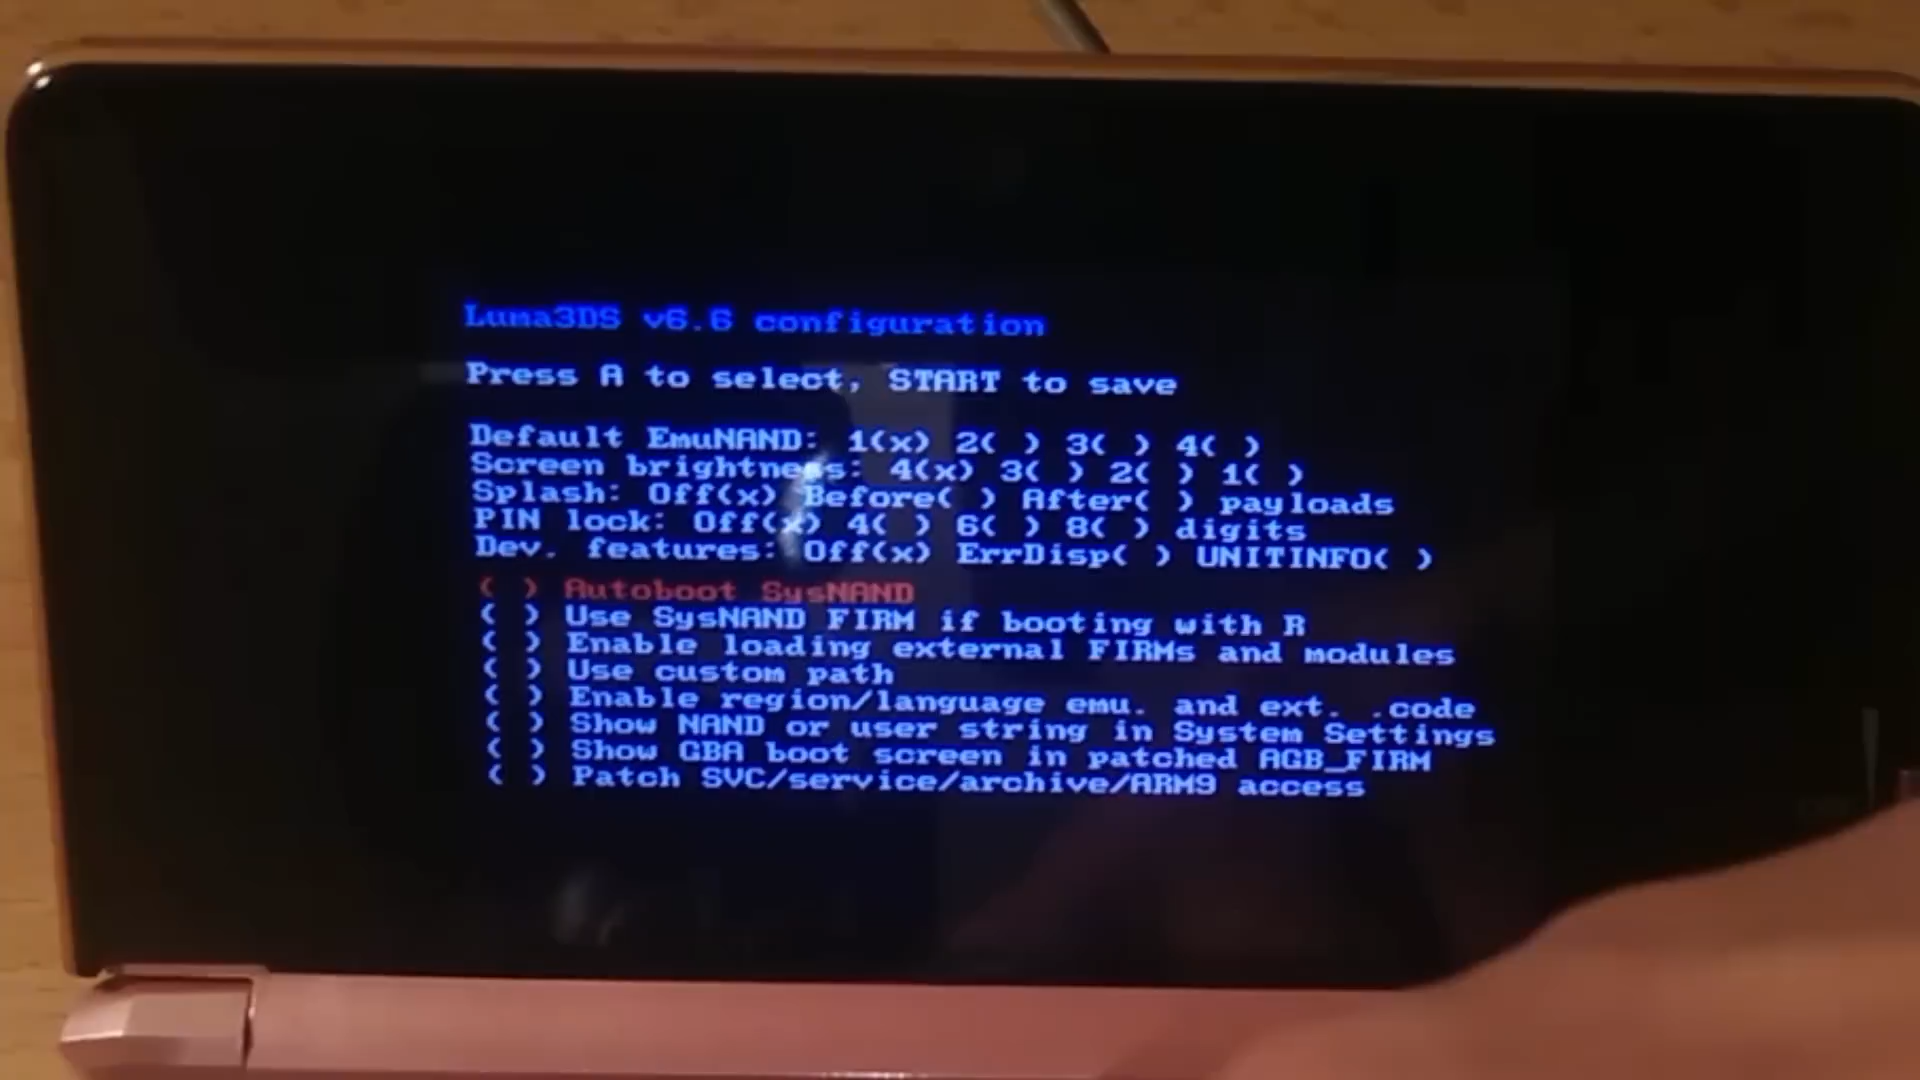 Luma3DS v6.6 configuration
Press A to select, START to save
Default EmuNAND: 1(x) 2( ) 3( ) 4( )
Screen brightness: 4(x) 3( ) 2( ) 1( )
Splash: Off(x) Before( ) After( ) payloads
PIN lock: Off(x) 4( ) 6( ) 8( ) digits
Dev. features: Off(x) ErrDisp( ) UNITINFO( )
( ) Autoboot SysNAND
( ) Use SysNAND FIRM if booting with R
( ) Enable loading external FIRMs and modules
( ) Use custom path
( ) Enable region/language emu. and ext. .code
( ) Show NAND or user string in System Settings
( ) Show GBA boot screen in patched AGB_FIRM
( ) Patch SVC/service/archive/ARM9 access